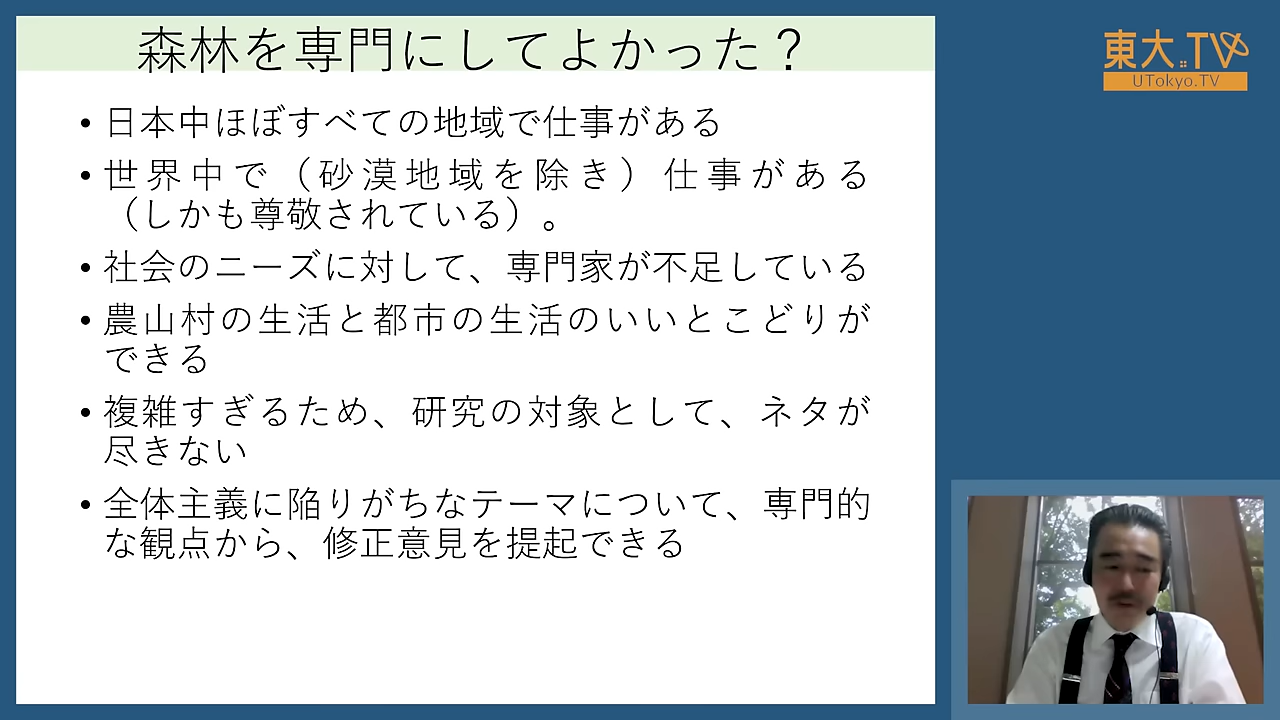 森林を専門にしてよかった？
• 日本中ほぼすべての地域で仕事がある
• 世界中で（砂漠地域を除き）仕事がある
（しかも尊敬されている）。
• 社会のニーズに対して、専門家が不足している
• 農山村の生活と都市の生活のいいとこどりが
できる
• 複雑すぎるため、研究の対象として、ネタが
尽きない
• 全体主義に陥りがちなテーマについて、専門的
な観点から、修正意見を提起できる
東大TV
UTokyo.TV